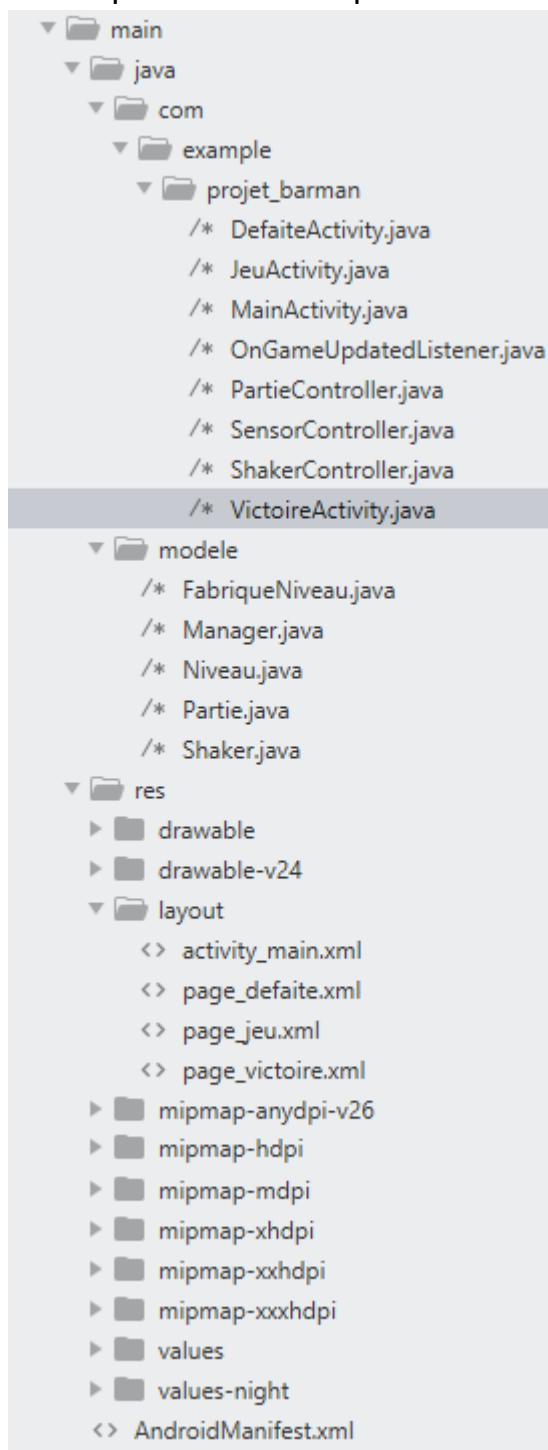 main
java
com
example
projet_barman
/* DefaiteActivity.java
/* JeuActivity.java
/* MainActivity.java
/* OnGameUpdatedListener.java
/* PartieController.java
/* SensorController.java
/* ShakerController.java
/* VictoireActivity.java
modele
/* FabriqueNiveau.java
/* Manager.java
/* Niveau.java
/* Partie.java
/* Shaker.java
res
drawable
drawable-v24
layout
<> activity_main.xml
<> page_defaite.xml
<> page_jeu.xml
<> page_victoire.xml
mipmap-anydpi-v26
mipmap-hdpi
mipmap-mdpi
mipmap-xhdpi
mipmap-xxhdpi
mipmap-xxxhdpi
values
values-night
<> AndroidManifest.xml